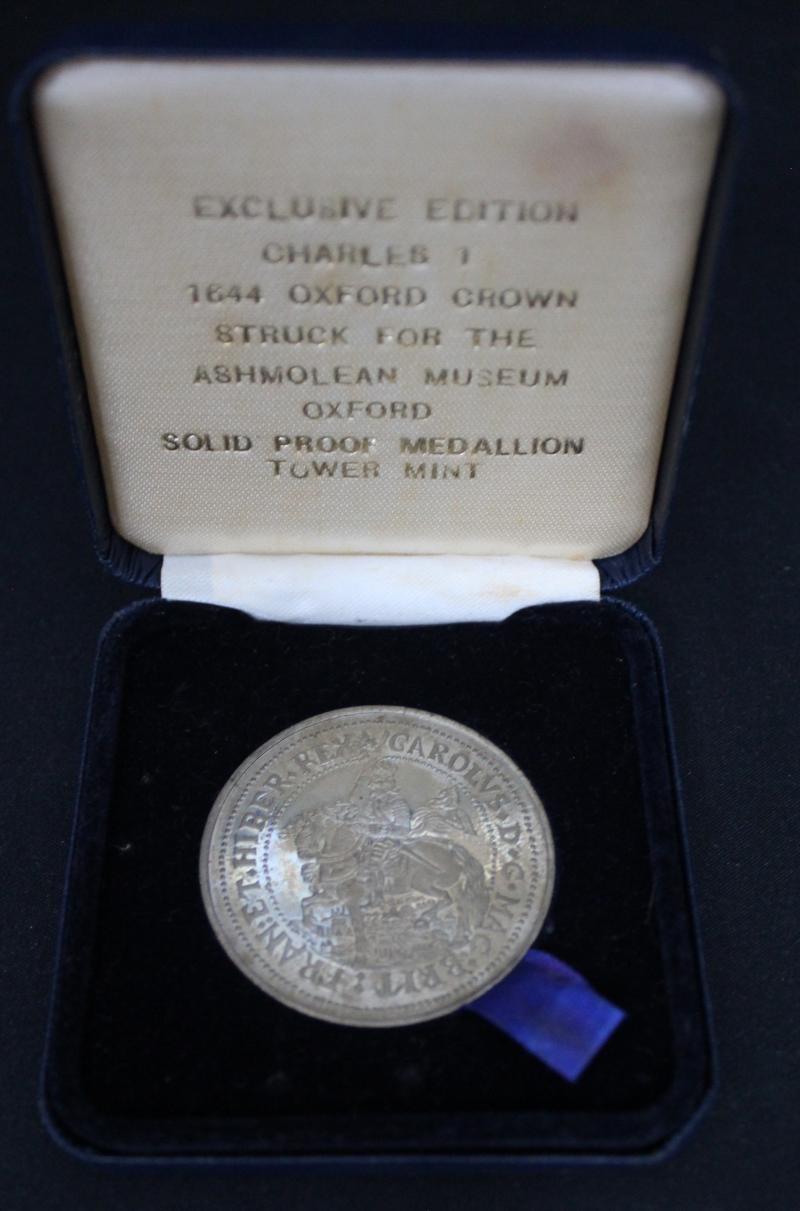 EXCLUSIVE EDITION
CHARLES 1
1644 OXFORD CROWN
STRUCK FOR THE
ASHMOLEAN MUSEUM
OXFORD
SOLID PROOF MEDALLION
TOWER MINT
CAROLVS·D·G·MAG·BRIT:FRAN·ET·HIBER·REX